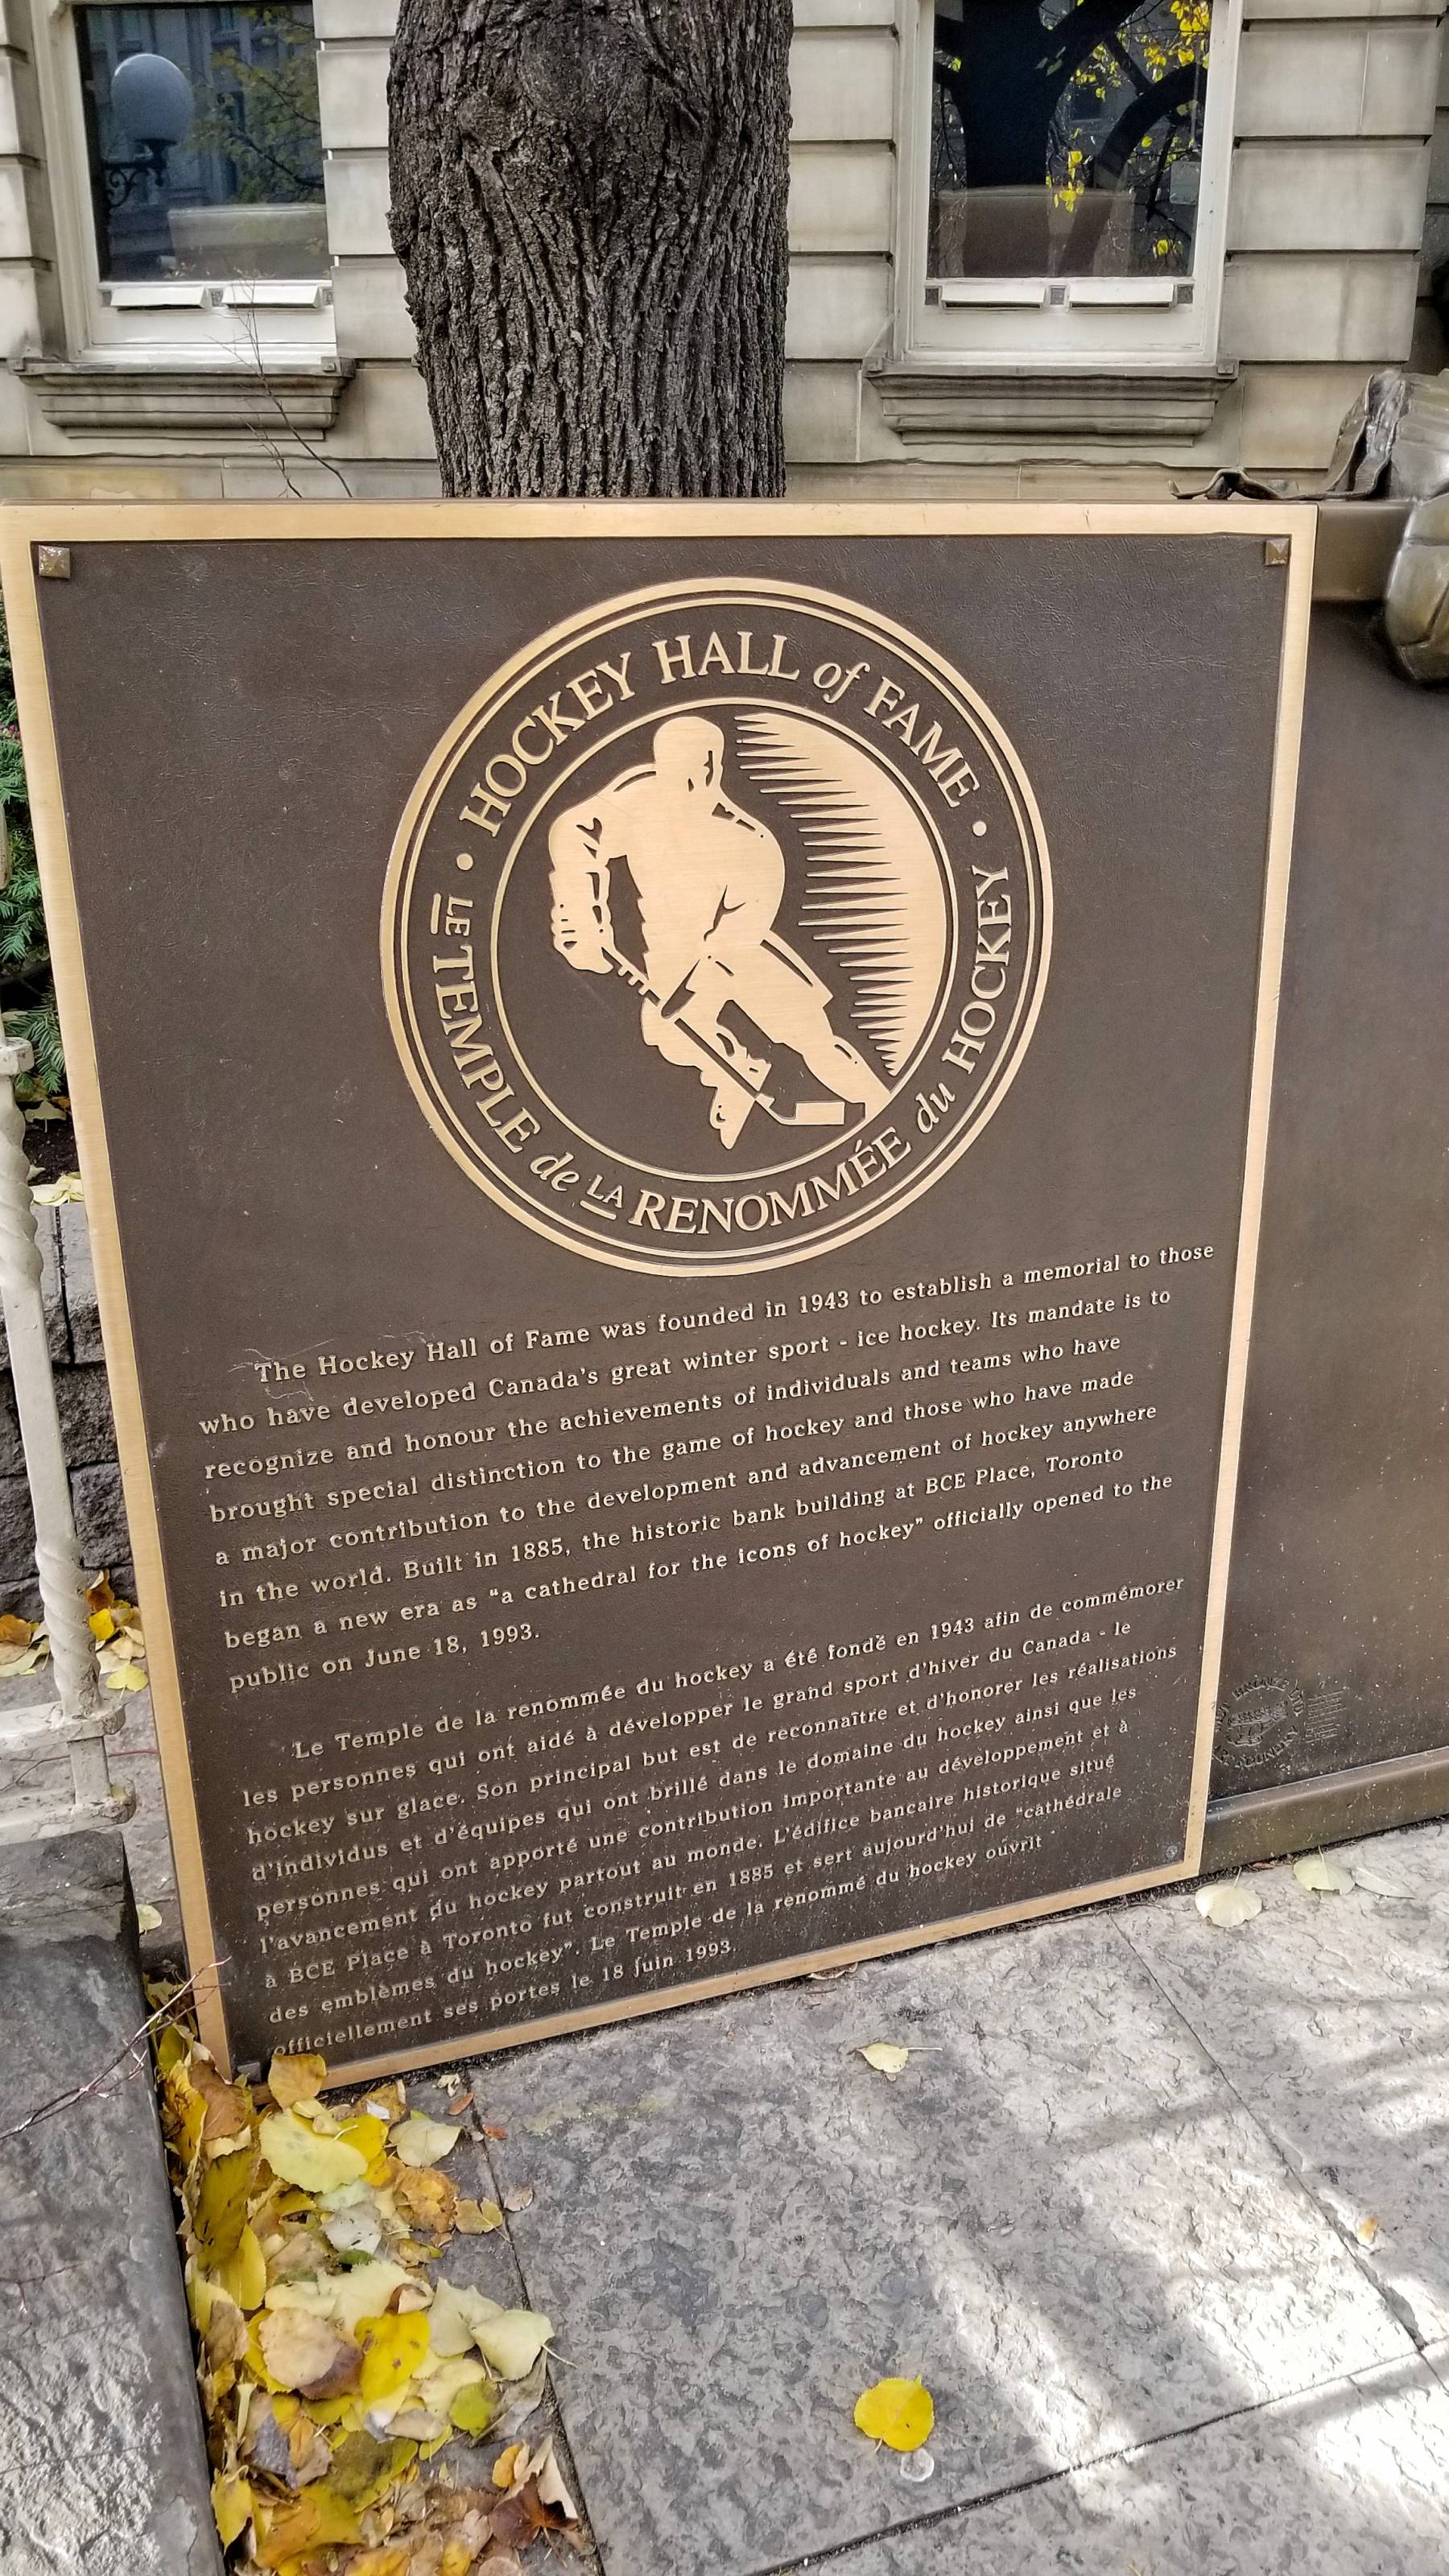 HOCKEY HALL of FAME
LE TEMPLE de LA RENOMMÉE du HOCKEY
The Hockey Hall of Fame was founded in 1943 to establish a memorial to those
who have developed Canada's great winter sport - ice hockey. Its mandate is to
recognize and honour the achievements of individuals and teams who have
brought special distinction to the game of hockey and those who have made
a major contribution to the development and advancement of hockey anywhere
in the world. Built in 1885, the historic bank building at BCE Place, Toronto
began a new era as "a cathedral for the icons of hockey" officially opened to the
public on June 18, 1993.
Le Temple de la renommée du hockey a été fondé en 1943 afin de commémorer
les personnes qui ont aidé à développer le grand sport d'hiver du Canada - le
hockey sur glace. Son principal but est de reconnaître et d'honorer les réalisations
d'individus et d'équipes qui ont brillé dans le domaine du hockey ainsi que les
personnes qui ont apporté une contribution importante au développement et à
l'avancement du hockey partout au monde. L'édifice bancaire historique situé
à BCE Place à Toronto fut construit en 1885 et sert aujourd'hui de "cathédrale
des emblèmes du hockey". Le Temple de la renommé du hockey ouvrit
officiellement ses portes le 18 juin 1993.